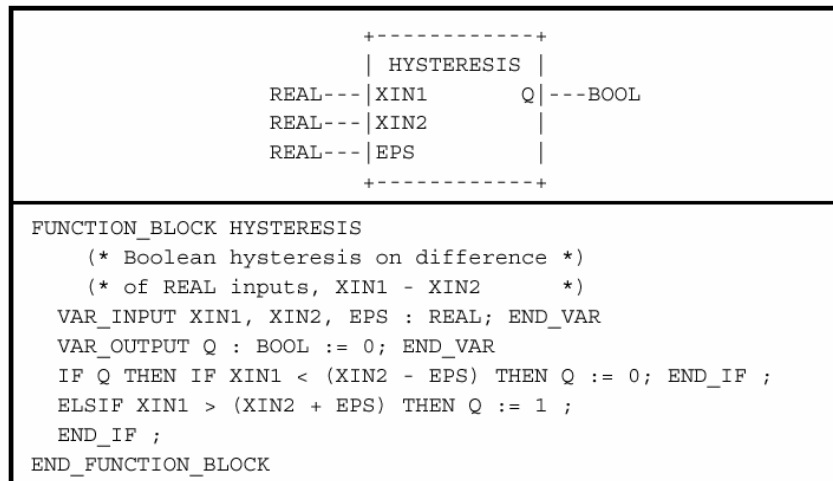 +------------+
| HYSTERESIS |
REAL---|XIN1 Q|---BOOL
REAL---|XIN2 |
REAL---|EPS |
+------------+
FUNCTION_BLOCK HYSTERESIS
(* Boolean hysteresis on difference *)
(* of REAL inputs, XIN1 - XIN2 *)
VAR_INPUT XIN1, XIN2, EPS : REAL; END_VAR
VAR_OUTPUT Q : BOOL := 0; END_VAR
IF Q THEN IF XIN1 < (XIN2 - EPS) THEN Q := 0; END_IF ;
ELSIF XIN1 > (XIN2 + EPS) THEN Q := 1 ;
END_IF ;
END_FUNCTION_BLOCK